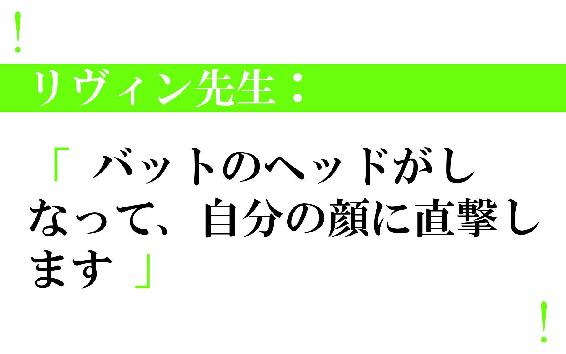 !
リヴィン先生：
「 バットのヘッドがし
なって、自分の顔に直撃し
ます 」
!